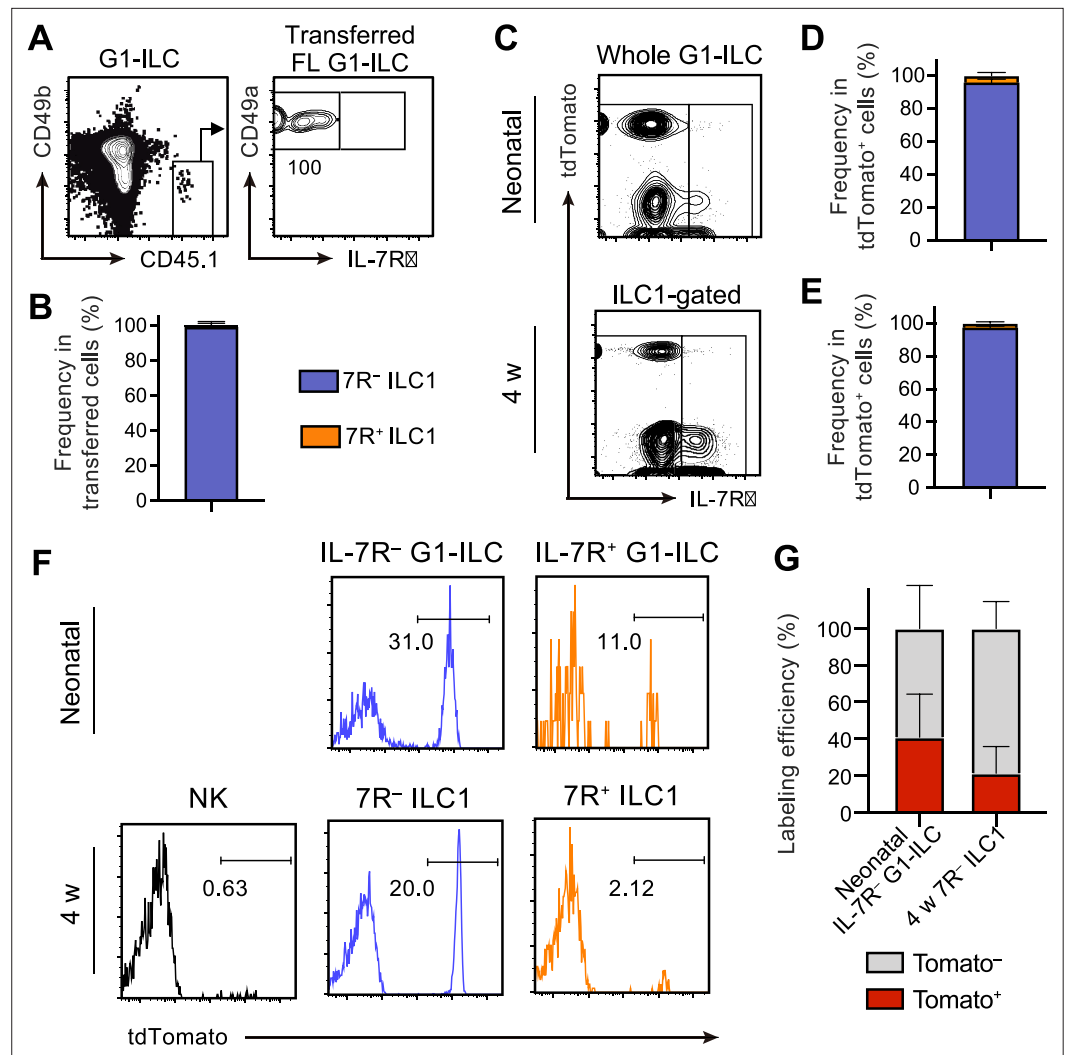 A
G1-ILC
CD49b
CD45.1
Transferred
FL G1-ILC
CD49a
100
IL-7R□
B
Frequency in
transferred cells (%)
100
80
60
40
20
0
7R⁻ ILC1
7R⁺ ILC1
C
Whole G1-ILC
Neonatal
tdTomato
ILC1-gated
4 w
IL-7R□
D
Frequency in
tdTomato⁺ cells (%)
100
80
60
40
20
0
E
Frequency in
tdTomato⁺ cells (%)
100
80
60
40
20
0
F
IL-7R⁻ G1-ILC
IL-7R⁺ G1-ILC
Neonatal
31.0
11.0
NK
7R⁻ ILC1
7R⁺ ILC1
4 w
0.63
20.0
2.12
tdTomato
G
Labeling efficiency (%)
100
80
60
40
20
0
Neonatal
IL-7R⁻ G1-ILC
4 w 7R⁻ ILC1
Tomato⁻
Tomato⁺